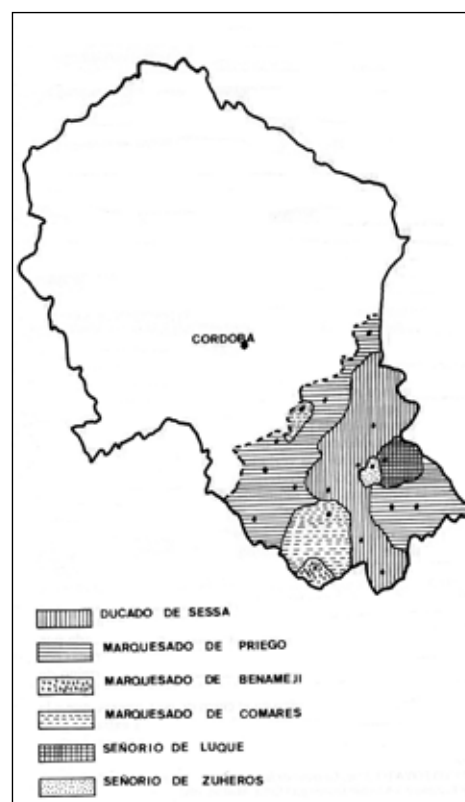 CORDOBA
DUCADO DE SESSA
MARQUESADO DE PRIEGO
MARQUESADO DE BENAMEJI
MARQUESADO DE COMARES
SEÑORIO DE LUQUE
SEÑORIO DE ZUHEROS